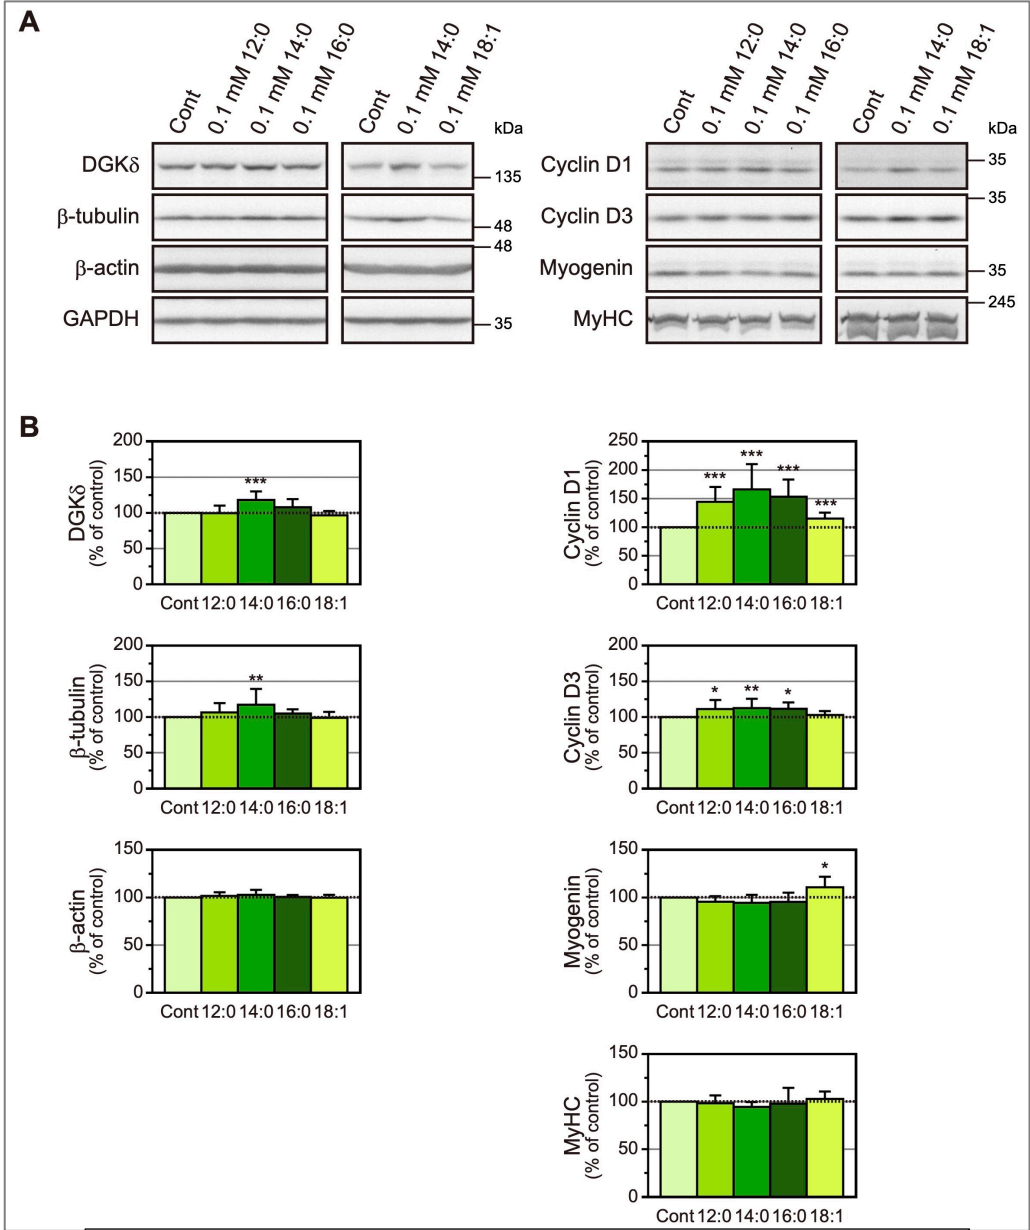 A
Cont 0.1 mM 12:0 0.1 mM 14:0 0.1 mM 16:0 Cont 0.1 mM 14:0 0.1 mM 18:1 kDa
DGKδ 135
β-tubulin 48
48
β-actin
GAPDH 35
Cont 0.1 mM 12:0 0.1 mM 14:0 0.1 mM 16:0 Cont 0.1 mM 14:0 0.1 mM 18:1 kDa
Cyclin D1 35
35
Cyclin D3
Myogenin 35
245
MyHC
B
DGKδ
(% of control)
200
150
100
50
0
***
Cont 12:0 14:0 16:0 18:1
Cyclin D1
(% of control)
250
200
150
100
50
0
*** *** *** ***
Cont 12:0 14:0 16:0 18:1
β-tubulin
(% of control)
200
150
100
50
0
**
Cont 12:0 14:0 16:0 18:1
Cyclin D3
(% of control)
200
150
100
50
0
* ** *
Cont 12:0 14:0 16:0 18:1
β-actin
(% of control)
150
100
50
0
Cont 12:0 14:0 16:0 18:1
Myogenin
(% of control)
150
100
50
0
*
Cont 12:0 14:0 16:0 18:1
MyHC
(% of control)
150
100
50
0
Cont 12:0 14:0 16:0 18:1